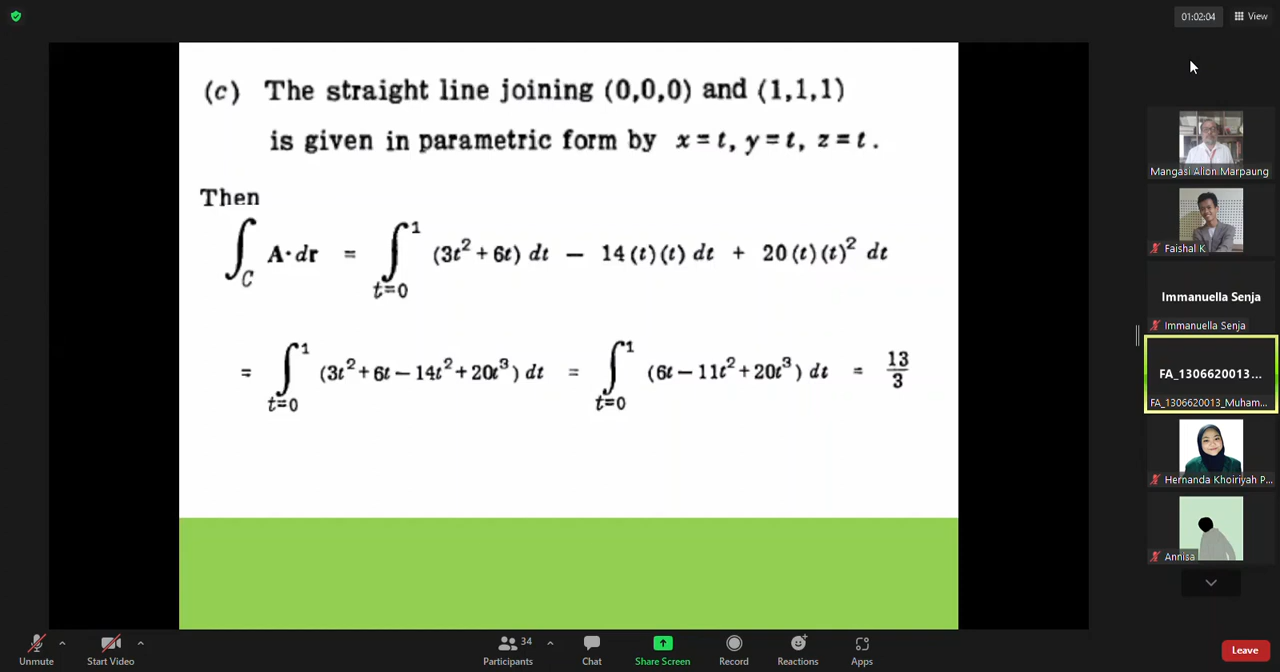 01:02:04
View
(c) The straight line joining (0,0,0) and (1,1,1)
is given in parametric form by x = t, y = t, z = t.
Then
∫_C A·dr = ∫_{t=0}^{1} (3t² + 6t) dt − 14(t)(t) dt + 20(t)(t)² dt
= ∫_{t=0}^{1} (3t² + 6t − 14t² + 20t³) dt = ∫_{t=0}^{1} (6t − 11t² + 20t³) dt = 13/3
Mangasi Alion Marpaung
Faishal K
Immanuella Senja
Immanuella Senja
FA_1306620013...
FA_1306620013_Muham...
Hernanda Khoiriyah P...
Annisa
Unmute
Start Video
34
Participants
Chat
Share Screen
Record
Reactions
Apps
Leave